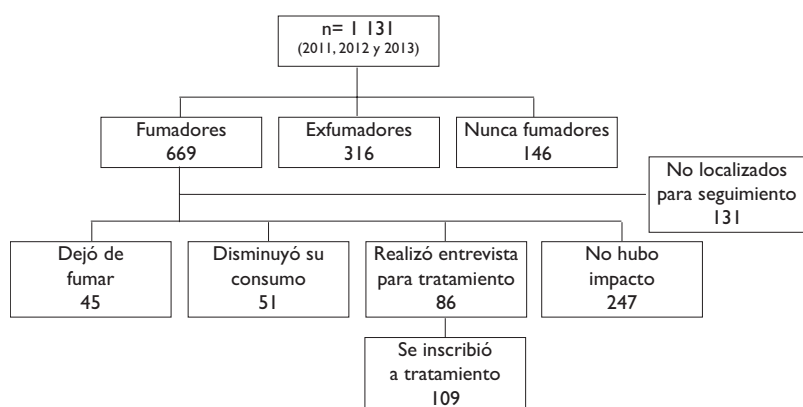 n= 1 131
(2011, 2012 y 2013)
Fumadores
669
Exfumadores
316
Nunca fumadores
146
No localizados
para seguimiento
131
Dejó de
fumar
45
Disminuyó su
consumo
51
Realizó entrevista
para tratamiento
86
No hubo
impacto
247
Se inscribió
a tratamiento
109